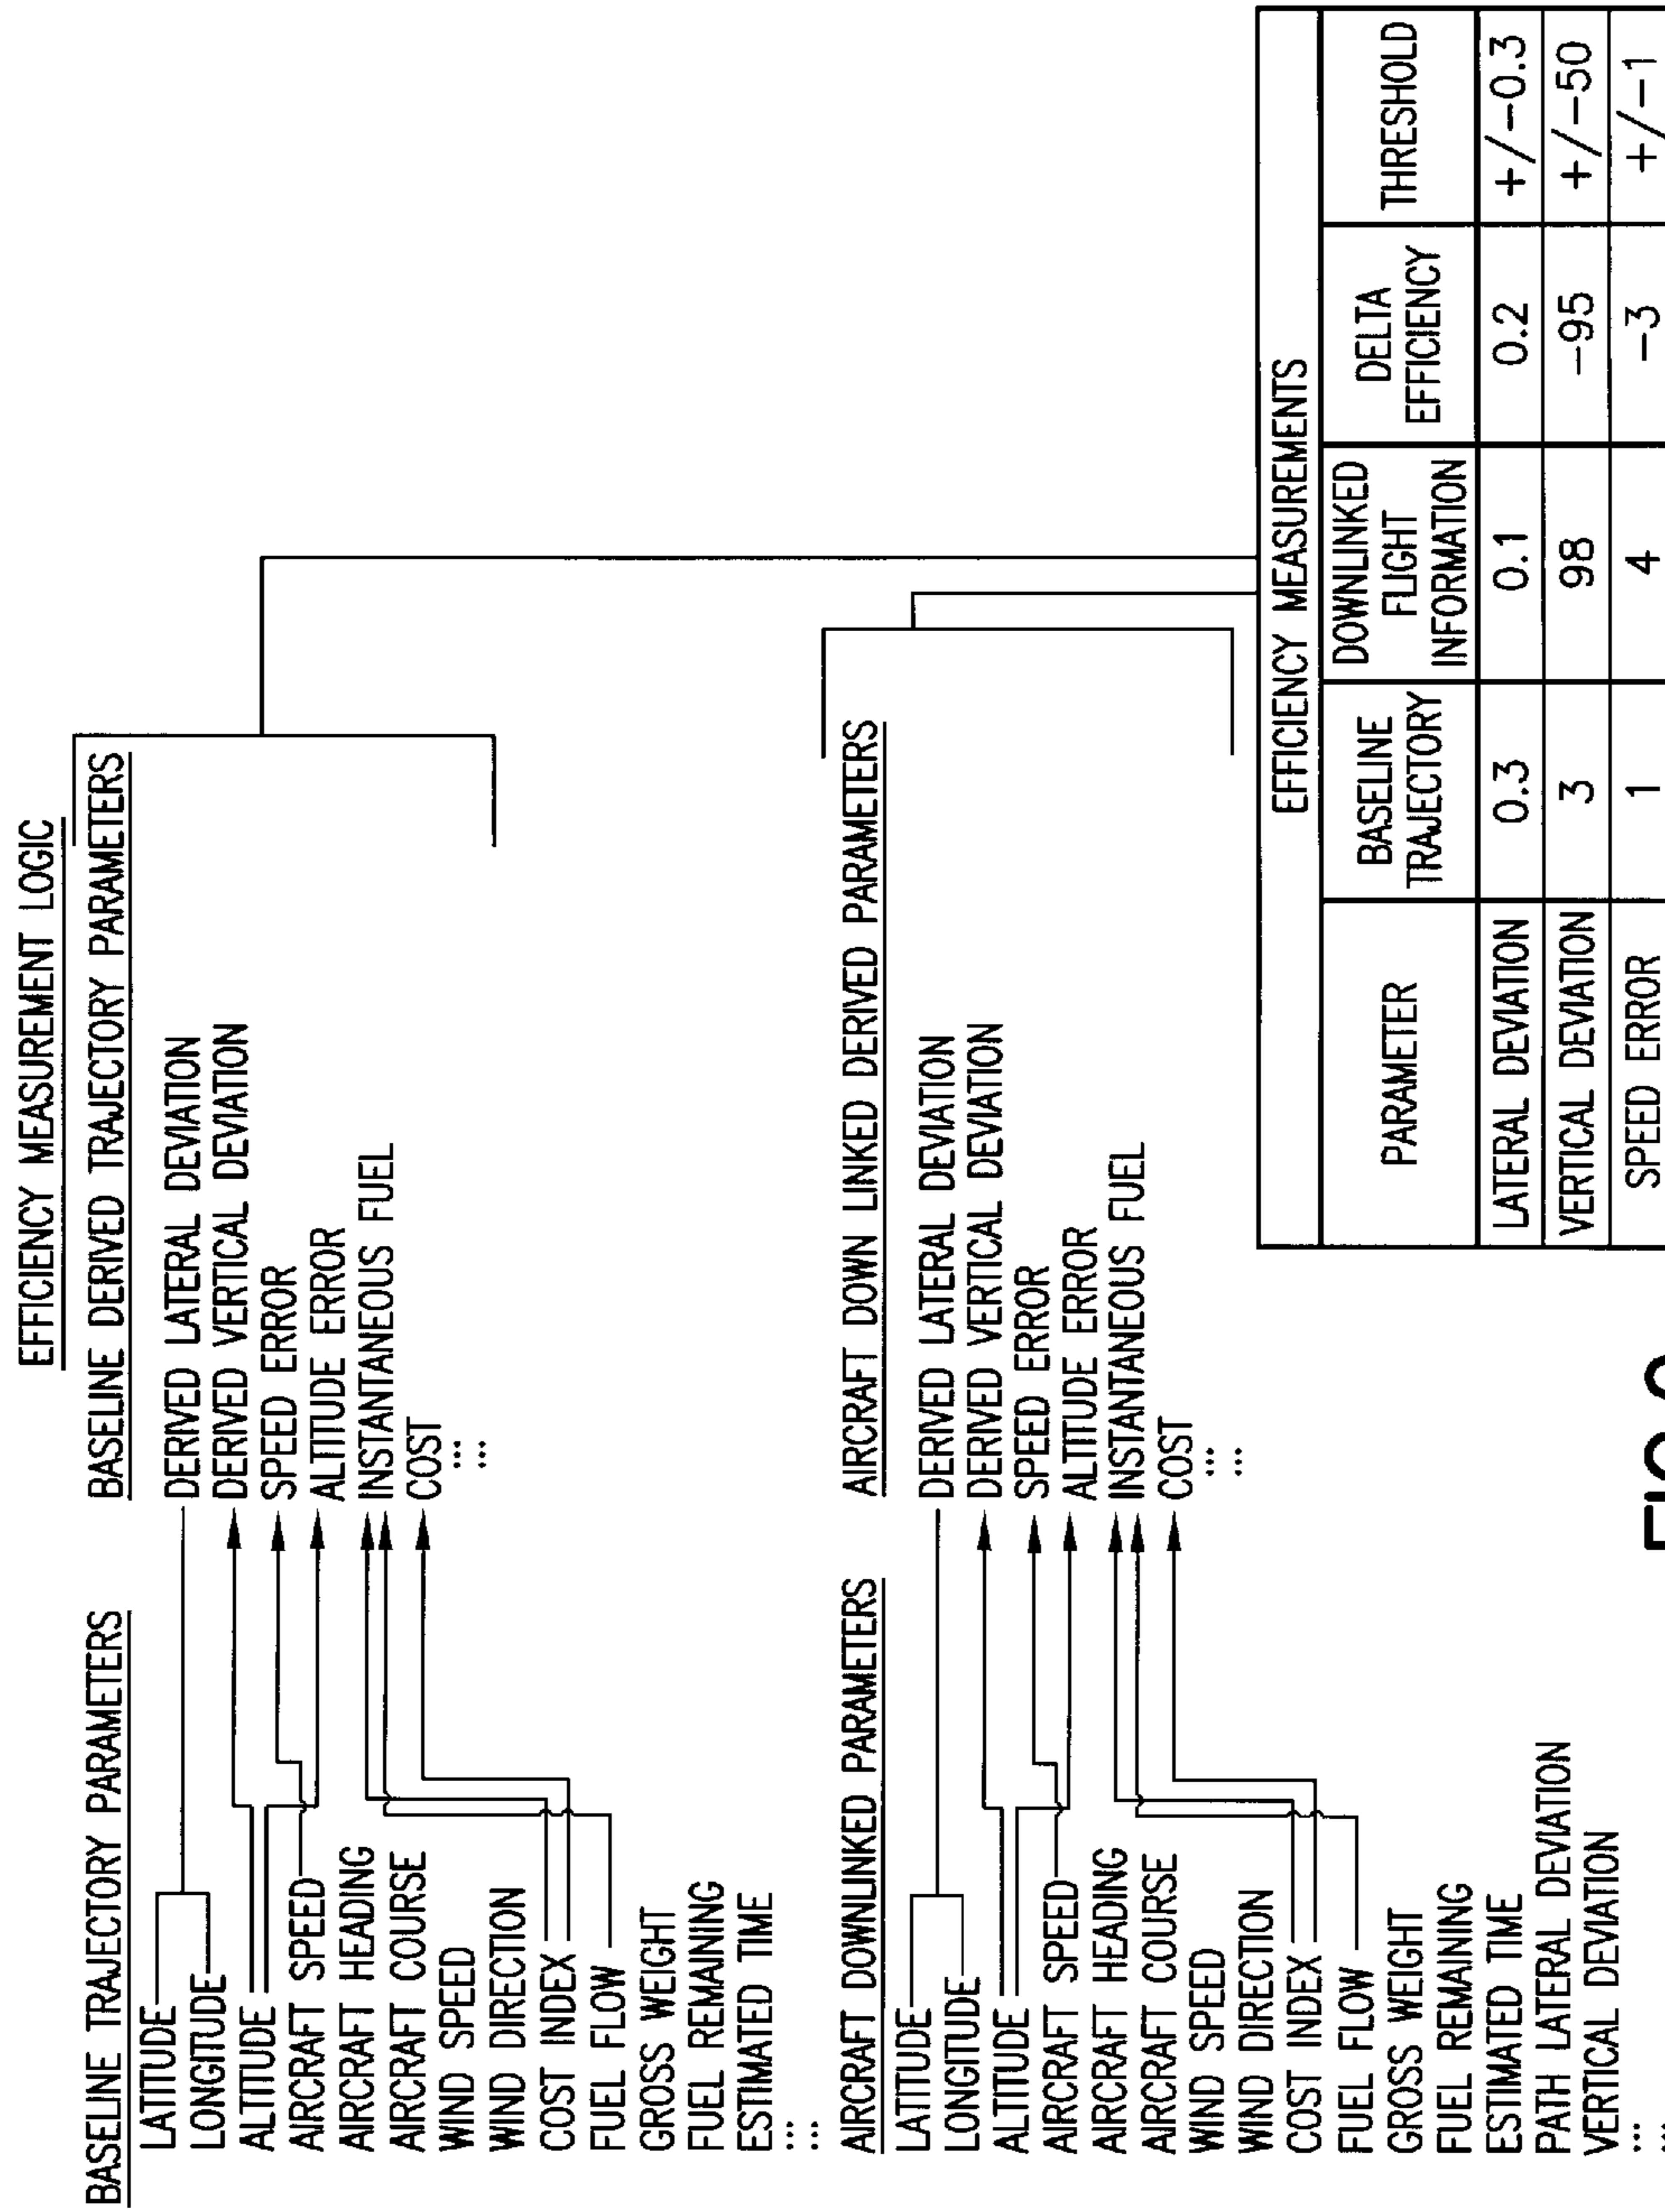 EFFICIENCY MEASUREMENT LOGIC
BASELINE TRAJECTORY PARAMETERS
LATITUDE
LONGITUDE
ALTITUDE
AIRCRAFT SPEED
AIRCRAFT HEADING
AIRCRAFT COURSE
WIND SPEED
WIND DIRECTION
COST INDEX
FUEL FLOW
GROSS WEIGHT
FUEL REMAINING
ESTIMATED TIME
...
...
BASELINE DERIVED TRAJECTORY PARAMETERS
DERIVED LATERAL DEVIATION
DERIVED VERTICAL DEVIATION
SPEED ERROR
ALTITUDE ERROR
INSTANTANEOUS FUEL
COST
...
...
AIRCRAFT DOWNLINKED PARAMETERS
LATITUDE
LONGITUDE
ALTITUDE
AIRCRAFT SPEED
AIRCRAFT HEADING
AIRCRAFT COURSE
WIND SPEED
WIND DIRECTION
COST INDEX
FUEL FLOW
GROSS WEIGHT
FUEL REMAINING
ESTIMATED TIME
PATH LATERAL DEVIATION
VERTICAL DEVIATION
...
...
AIRCRAFT DOWN LINKED DERIVED PARAMETERS
DERIVED LATERAL DEVIATION
DERIVED VERTICAL DEVIATION
SPEED ERROR
ALTITUDE ERROR
INSTANTANEOUS FUEL
COST
...
...
EFFICIENCY MEASUREMENTS
PARAMETER
BASELINE
TRAJECTORY
DOWNLINKED
FLIGHT
INFORMATION
DELTA
EFFICIENCY
THRESHOLD
LATERAL DEVIATION 0.3 0.1 0.2 +/-0.3
VERTICAL DEVIATION 3 98 -95 +/-50
SPEED ERROR 1 4 -3 +/-1